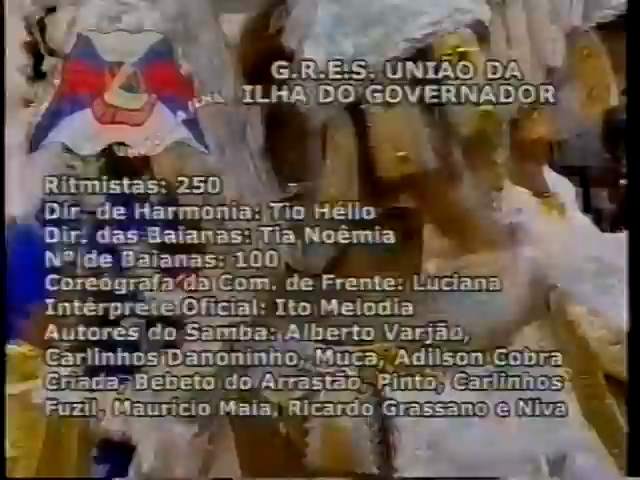 G.R.E.S. UNIÃO DA
ILHA DO GOVERNADOR
Ritmistas: 250
Dir. de Harmonia: Tio Hélio
Dir. das Baianas: Tia Noêmia
Nº de Baianas: 100
Coreógrafa da Com. de Frente: Luciana
Intérprete Oficial: Ito Melodia
Autores do Samba: Alberto Varjão,
Carlinhos Danoninho, Muca, Adilson Cobra
Criada, Bebeto do Arrastão, Pinto, Carlinhos
Fuzil, Maurício Maia, Ricardo Grassano e Niva